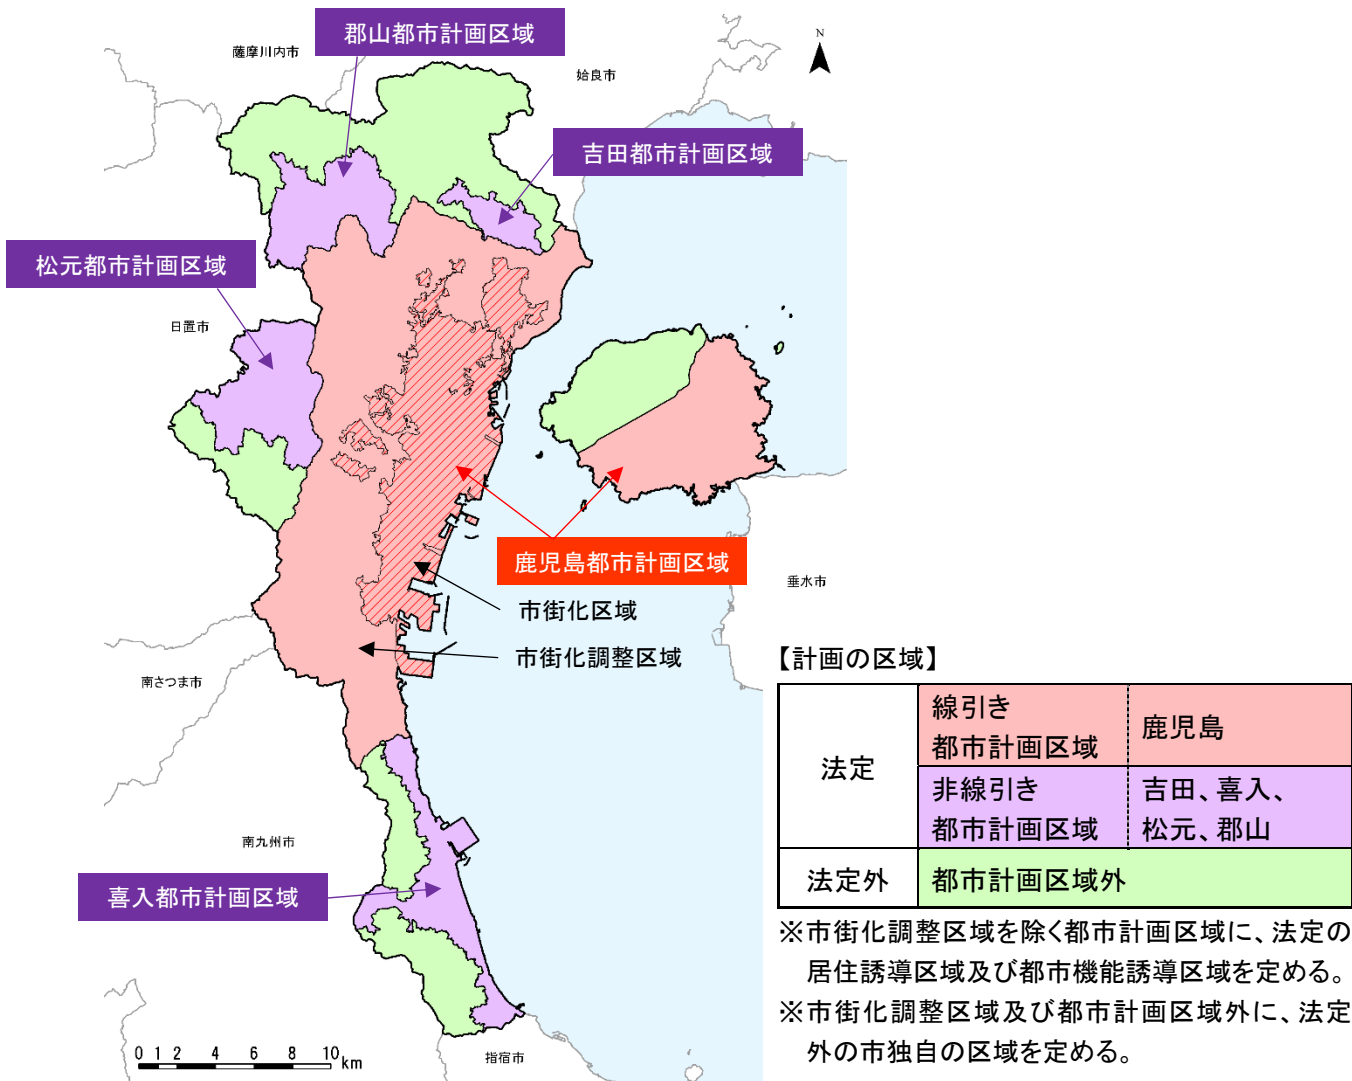 郡山都市計画区域
薩摩川内市
N
姶良市
吉田都市計画区域
松元都市計画区域
日置市
鹿児島都市計画区域
垂水市
市街化区域
市街化調整区域
南さつま市
南九州市
喜入都市計画区域
指宿市
0 1 2 4 6 8 10 km
【計画の区域】
法定
線引き
都市計画区域
鹿児島
非線引き
都市計画区域
吉田、喜入、
松元、郡山
法定外
都市計画区域外
※市街化調整区域を除く都市計画区域に、法定の
居住誘導区域及び都市機能誘導区域を定める。
※市街化調整区域及び都市計画区域外に、法定
外の市独自の区域を定める。